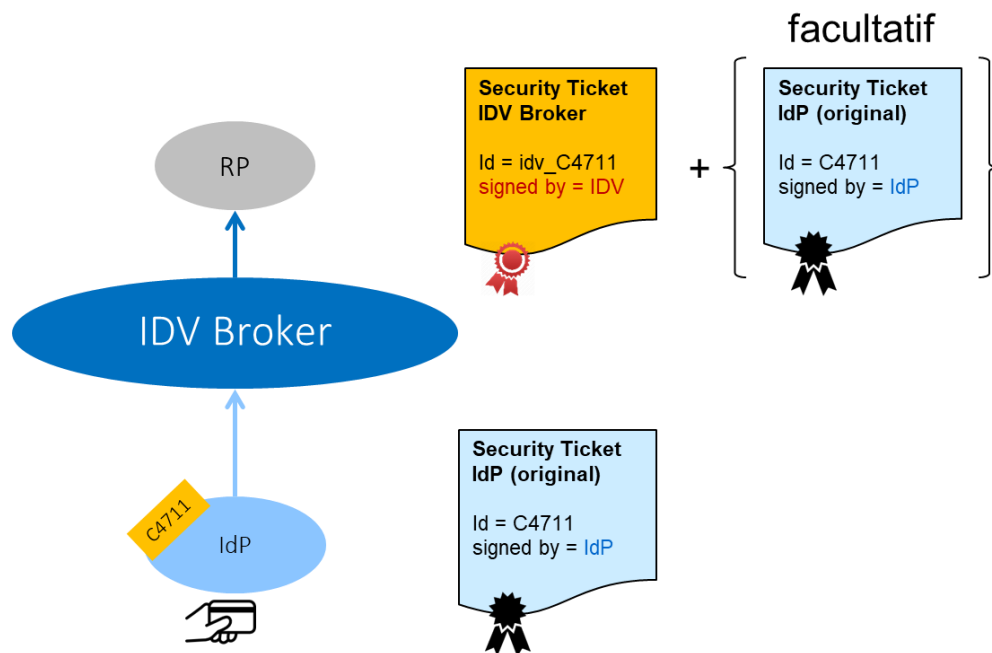 facultatif
Security Ticket
IDV Broker
Id = idv_C4711
signed by = IDV
+
Security Ticket
IdP (original)
Id = C4711
signed by = IdP
RP
IDV Broker
C4711
IdP
Security Ticket
IdP (original)
Id = C4711
signed by = IdP